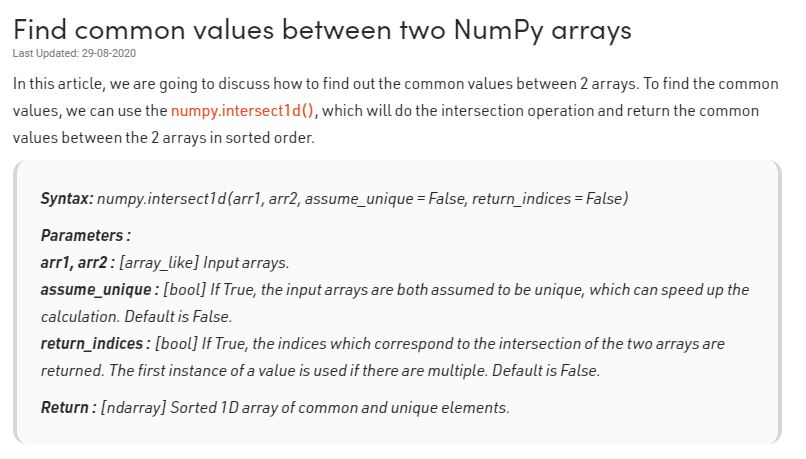 Find common values between two NumPy arrays
Last Updated: 29-08-2020
In this article, we are going to discuss how to find out the common values between 2 arrays. To find the common
values, we can use the numpy.intersect1d(), which will do the intersection operation and return the common
values between the 2 arrays in sorted order.
Syntax: numpy.intersect1d(arr1, arr2, assume_unique = False, return_indices = False)
Parameters :
arr1, arr2 : [array_like] Input arrays.
assume_unique : [bool] If True, the input arrays are both assumed to be unique, which can speed up the
calculation. Default is False.
return_indices : [bool] If True, the indices which correspond to the intersection of the two arrays are
returned. The first instance of a value is used if there are multiple. Default is False.
Return : [ndarray] Sorted 1D array of common and unique elements.